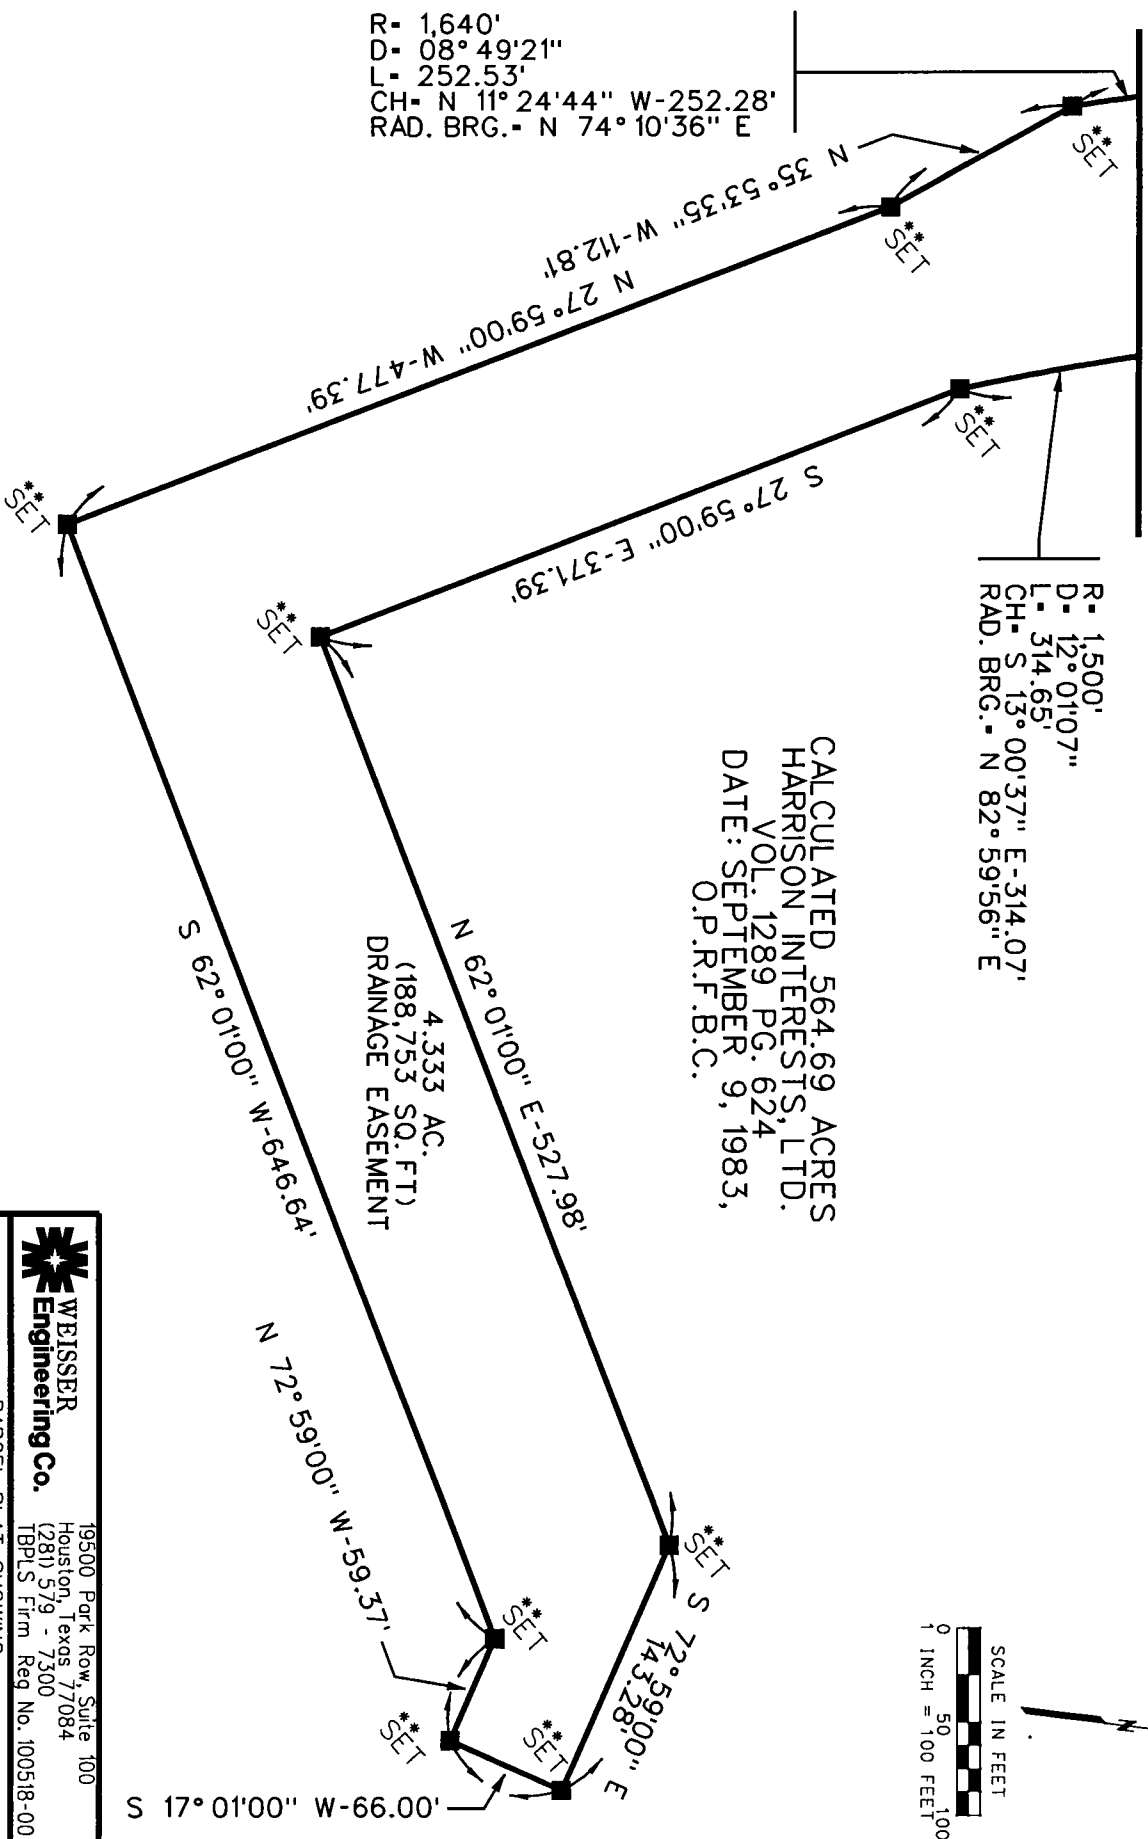 R= 1,640'
D= 08°49'21"
L= 252.53'
CH= N 11°24'44" W-252.28'
RAD. BRG.= N 74°10'36" E
**
SET
N 35°53'35" W-112.81'
**
SET
N 27°59'00" W-477.39'
**
SET
S 27°59'00" E-371.39'
**
SET
**
SET
R= 1,500'
D= 12°01'07"
L= 314.65'
CH= S 13°00'37" E-314.07'
RAD. BRG.= N 82°59'56" E
CALCULATED 564.69 ACRES
HARRISON INTERESTS, LTD.
VOL. 1289 PG. 624
DATE: SEPTEMBER 9, 1983,
O.P.R.F.B.C.
N 62°01'00" E-527.98'
4.333 AC.
(188,753 SQ. FT)
DRAINAGE EASEMENT
S 62°01'00" W-646.64'
N 72°59'00" W-59.37'
**
SET
S 72°59'00" E
143.28'
**
SET
**
SET
**
SET
S 17°01'00" W-66.00'
N
SCALE IN FEET
0 50 100
1 INCH = 100 FEET
WEISSER
Engineering Co.
19500 Park Row, Suite 100
Houston, Texas 77084
(281) 579 - 7300
TBPLS Firm Reg No. 100518-00